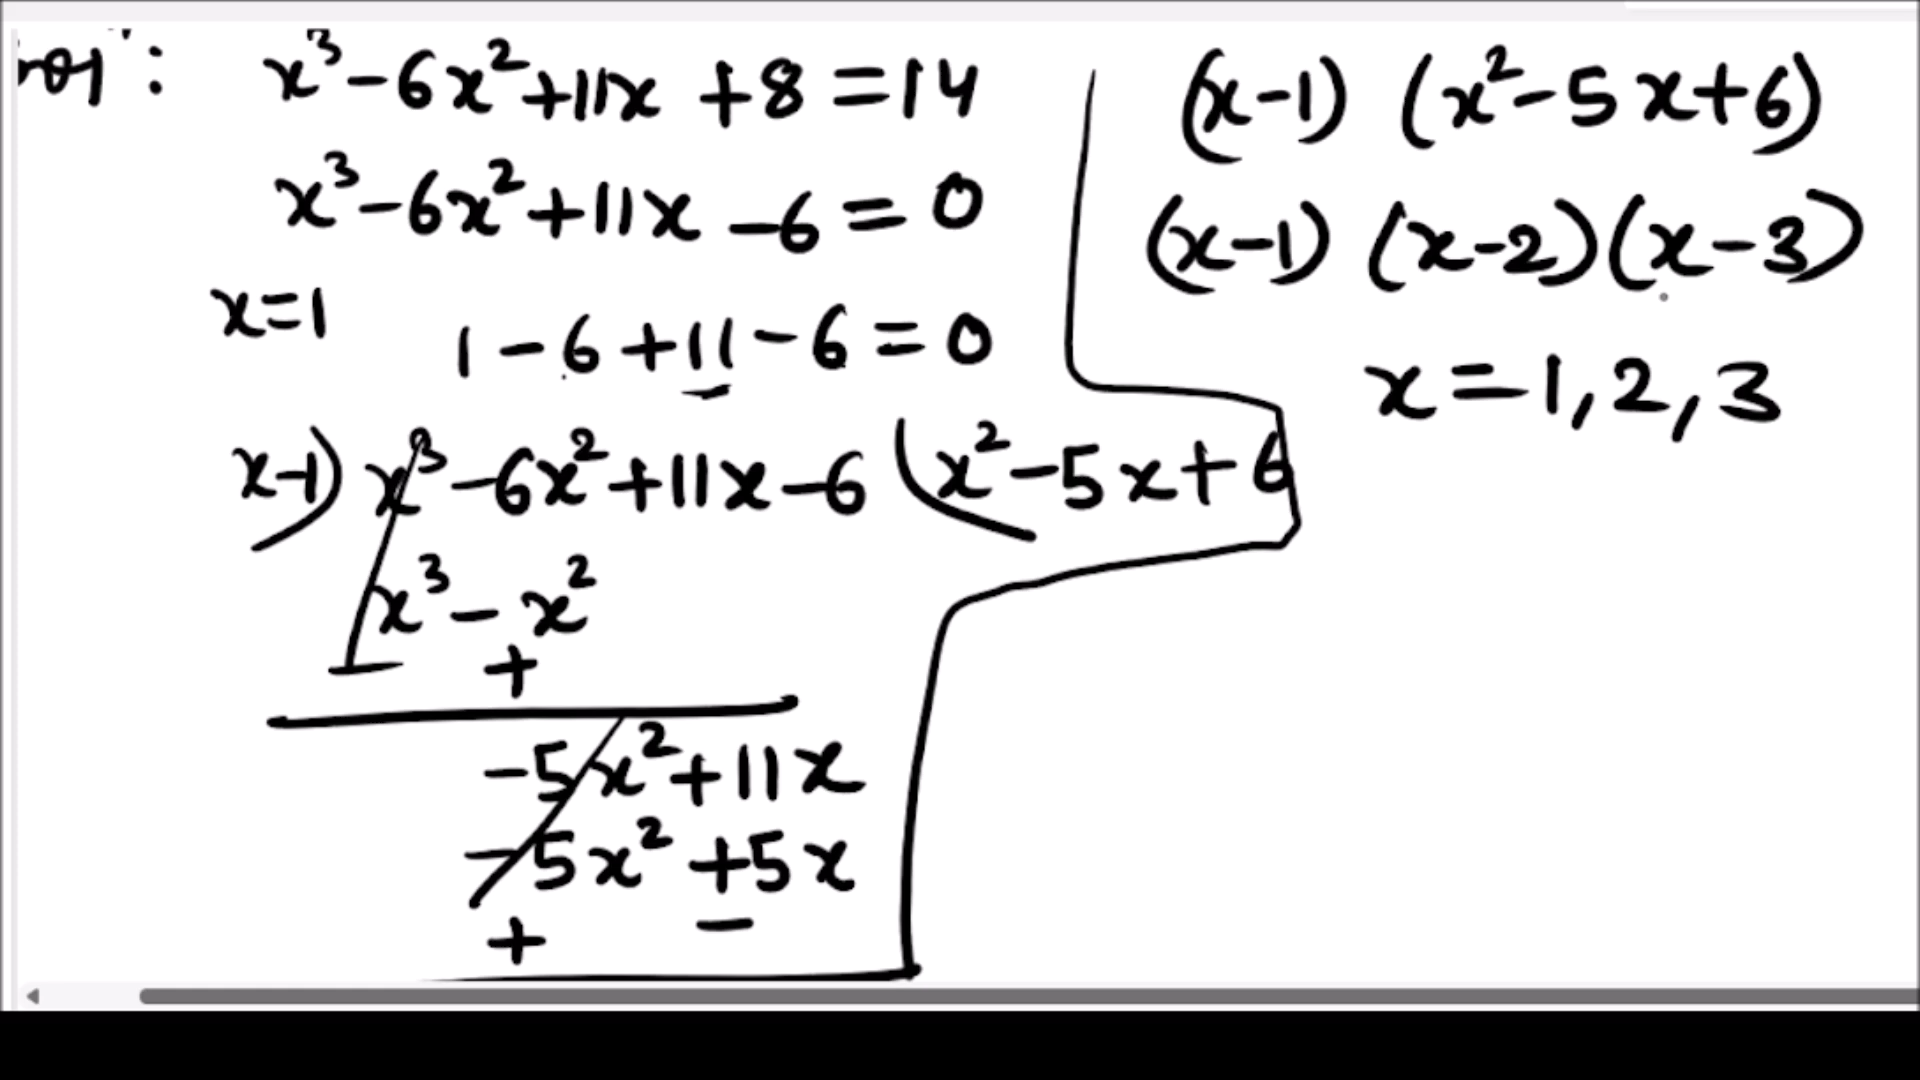 x³ - 6x² + 11x + 8 = 14
x³ - 6x² + 11x - 6 = 0
x = 1
1 - 6 + 11 - 6 = 0
x-1) x³ - 6x² + 11x - 6 (x² - 5x + 6
x³ - x²
- +
-5x² + 11x
-5x² + 5x
+ -
(x-1) (x² - 5x + 6)
(x-1) (x-2)(x-3)
x = 1, 2, 3